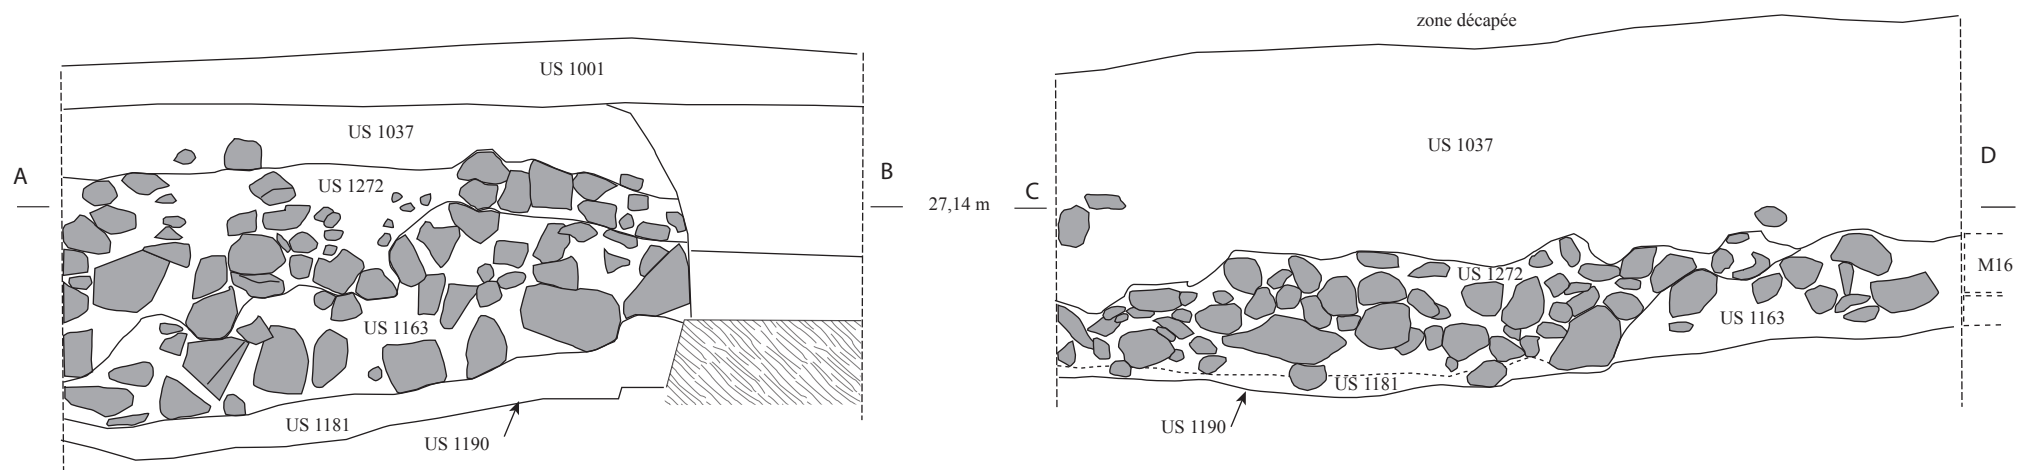 US 1001
US 1037
A
US 1272
B
US 1163
US 1181
US 1190
27,14 m
zone décapée
US 1037
C
D
US 1272
M16
US 1163
US 1181
US 1190